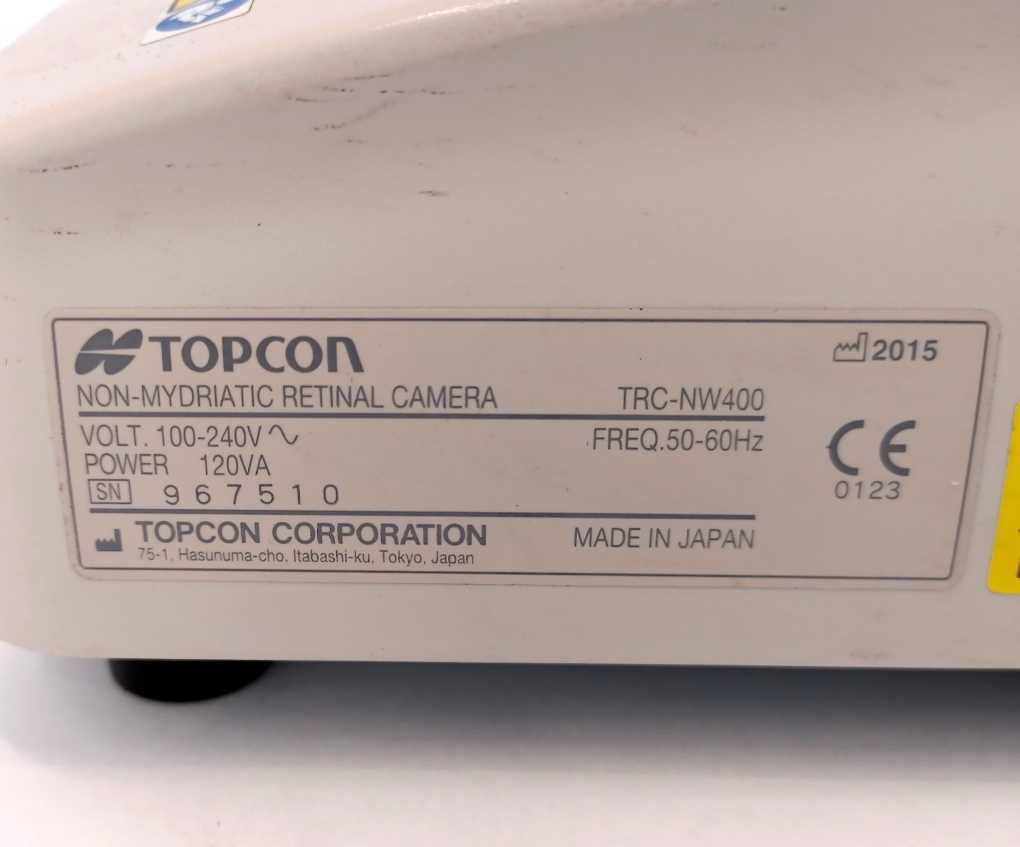 TOPCON
2015
NON-MYDRIATIC RETINAL CAMERA TRC-NW400
VOLT. 100-240V∿ FREQ.50-60Hz
POWER 120VA
SN 967510
CE
0123
TOPCON CORPORATION MADE IN JAPAN
75-1, Hasunuma-cho, Itabashi-ku, Tokyo, Japan